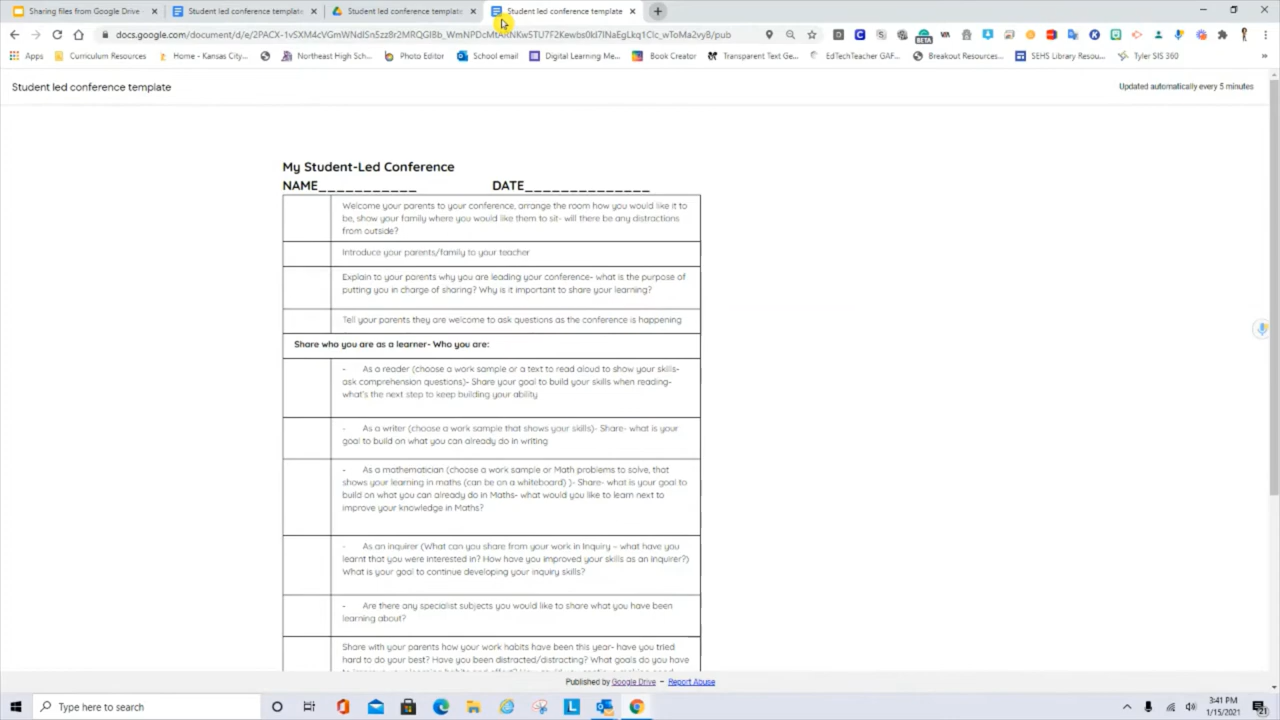 Sharing files from Google Drive
Student led conference template
Student led conference template
Student led conference template
Apps
Curriculum Resources
Home - Kansas City...
Northeast High Sch...
Photo Editor
School email
Digital Learning Me...
Book Creator
Transparent Text Ge...
EdTechTeacher GAF...
Breakout Resources...
SEHS Library Resou...
Tyler SIS 360
Student led conference template
Updated automatically every 5 minutes
My Student-Led Conference
NAME___________ DATE______________
Welcome your parents to your conference, arrange the room how you would like it to
be, show your family where you would like them to sit- will there be any distractions
from outside?
Introduce your parents/family to your teacher
Explain to your parents why you are leading your conference- what is the purpose of
putting you in charge of sharing? Why is it important to share your learning?
Tell your parents they are welcome to ask questions as the conference is happening
Share who you are as a learner- Who you are:
- As a reader (choose a work sample or a text to read aloud to show your skills-
ask comprehension questions)- Share your goal to build your skills when reading-
what's the next step to keep building your ability
- As a writer (choose a work sample that shows your skills)- Share- what is your
goal to build on what you can already do in writing
- As a mathematician (choose a work sample or Math problems to solve, that
shows your learning in maths (can be on a whiteboard) )- Share- what is your goal to
build on what you can already do in Maths- what would you like to learn next to
improve your knowledge in Maths?
- As an inquirer (What can you share from your work in Inquiry – what have you
learnt that you were interested in? How have you improved your skills as an Inquirer?)
What is your goal to continue developing your inquiry skills?
- Are there any specialist subjects you would like to share what you have been
learning about?
Share with your parents how your work habits have been this year- have you tried
hard to do your best? Have you been distracted/distracting? What goals do you have
Published by Google Drive – Report Abuse
Type here to search
3:41 PM
1/15/2021